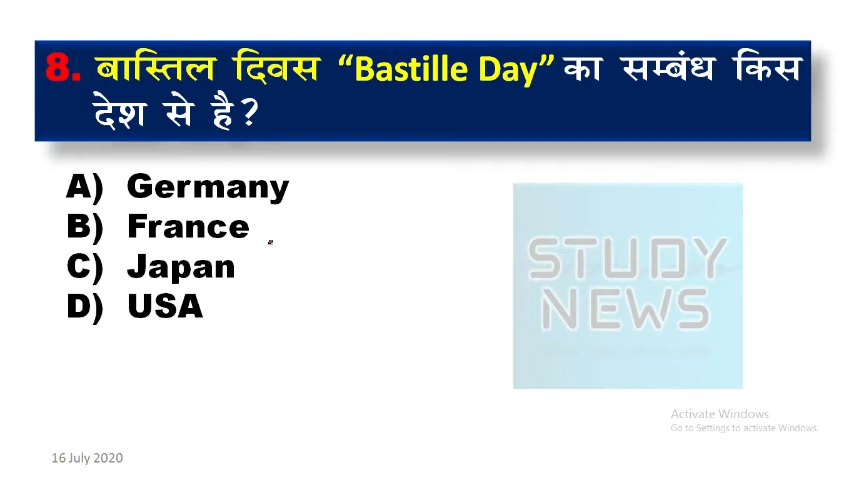 8. बास्तिल दिवस “Bastille Day” का सम्बंध किस
देश से है?
A) Germany
B) France
C) Japan
D) USA
STUDY
NEWS
Activate Windows
Go to Settings to activate Windows.
16 July 2020